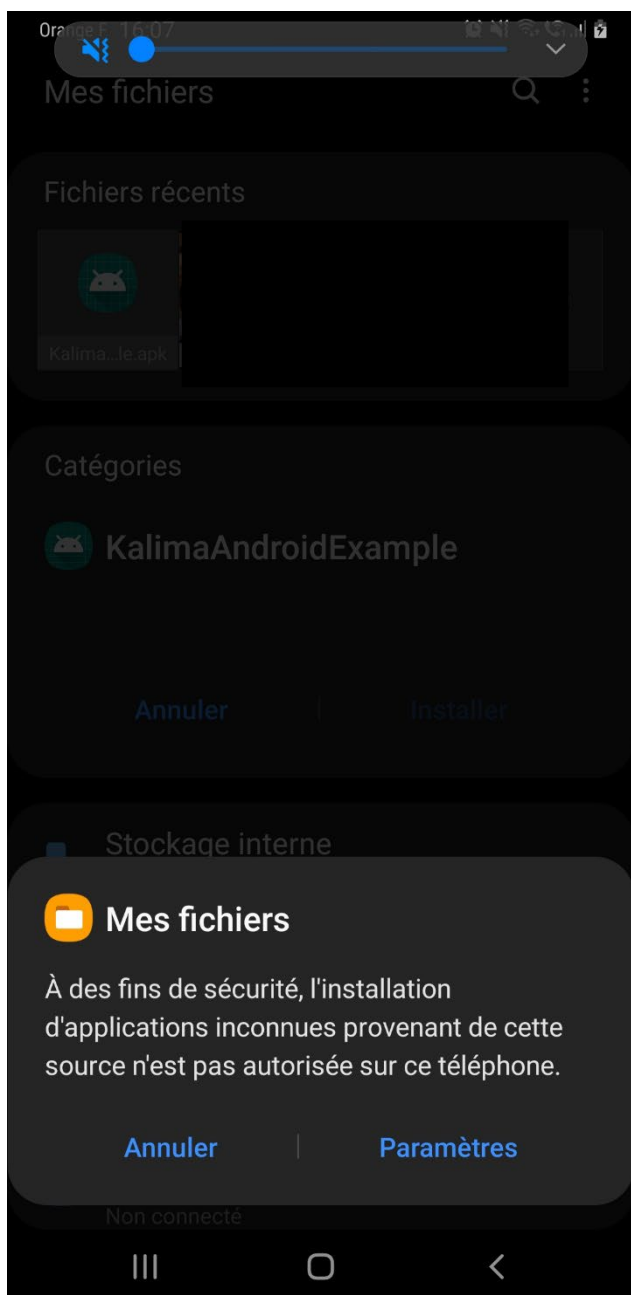 Orange F 16:07
Mes fichiers
Fichiers récents
Kalima...le.apk
Catégories
KalimaAndroidExample
Annuler
Installer
Stockage interne
Mes fichiers
À des fins de sécurité, l'installation
d'applications inconnues provenant de cette
source n'est pas autorisée sur ce téléphone.
Annuler
Paramètres
Non connecté